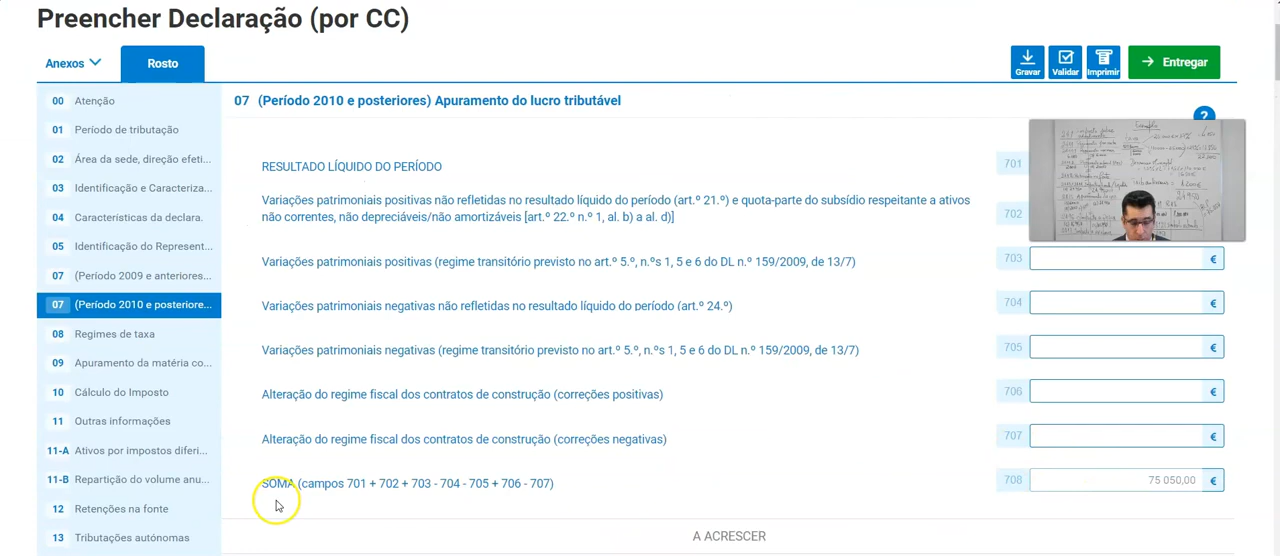 Preencher Declaração (por CC)
Anexos
Rosto
Gravar
Validar
Imprimir
Entregar
00 Atenção
01 Período de tributação
02 Área da sede, direção efeti...
03 Identificação e Caracteriza...
04 Características da declara.
05 Identificação do Represent...
07 (Período 2009 e anteriores...
07 (Período 2010 e posteriore...
08 Regimes de taxa
09 Apuramento da matéria co...
10 Cálculo do Imposto
11 Outras informações
11-A Ativos por impostos diferi...
11-B Repartição do volume anu...
12 Retenções na fonte
13 Tributações autónomas
07 (Período 2010 e posteriores) Apuramento do lucro tributável
?
RESULTADO LÍQUIDO DO PERÍODO 701
Variações patrimoniais positivas não refletidas no resultado líquido do período (art.º 21.º) e quota-parte do subsídio respeitante a ativos
não correntes, não depreciáveis/não amortizáveis [art.º 22.º n.º 1, al. b) a al. d)] 702
Variações patrimoniais positivas (regime transitório previsto no art.º 5.º, n.ºs 1, 5 e 6 do DL n.º 159/2009, de 13/7) 703 €
Variações patrimoniais negativas não refletidas no resultado líquido do período (art.º 24.º) 704 €
Variações patrimoniais negativas (regime transitório previsto no art.º 5.º, n.ºs 1, 5 e 6 do DL n.º 159/2009, de 13/7) 705 €
Alteração do regime fiscal dos contratos de construção (correções positivas) 706 €
Alteração do regime fiscal dos contratos de construção (correções negativas) 707 €
SOMA (campos 701 + 702 + 703 - 704 - 705 + 706 - 707) 708 75 050,00 €
A ACRESCER
Exemplo